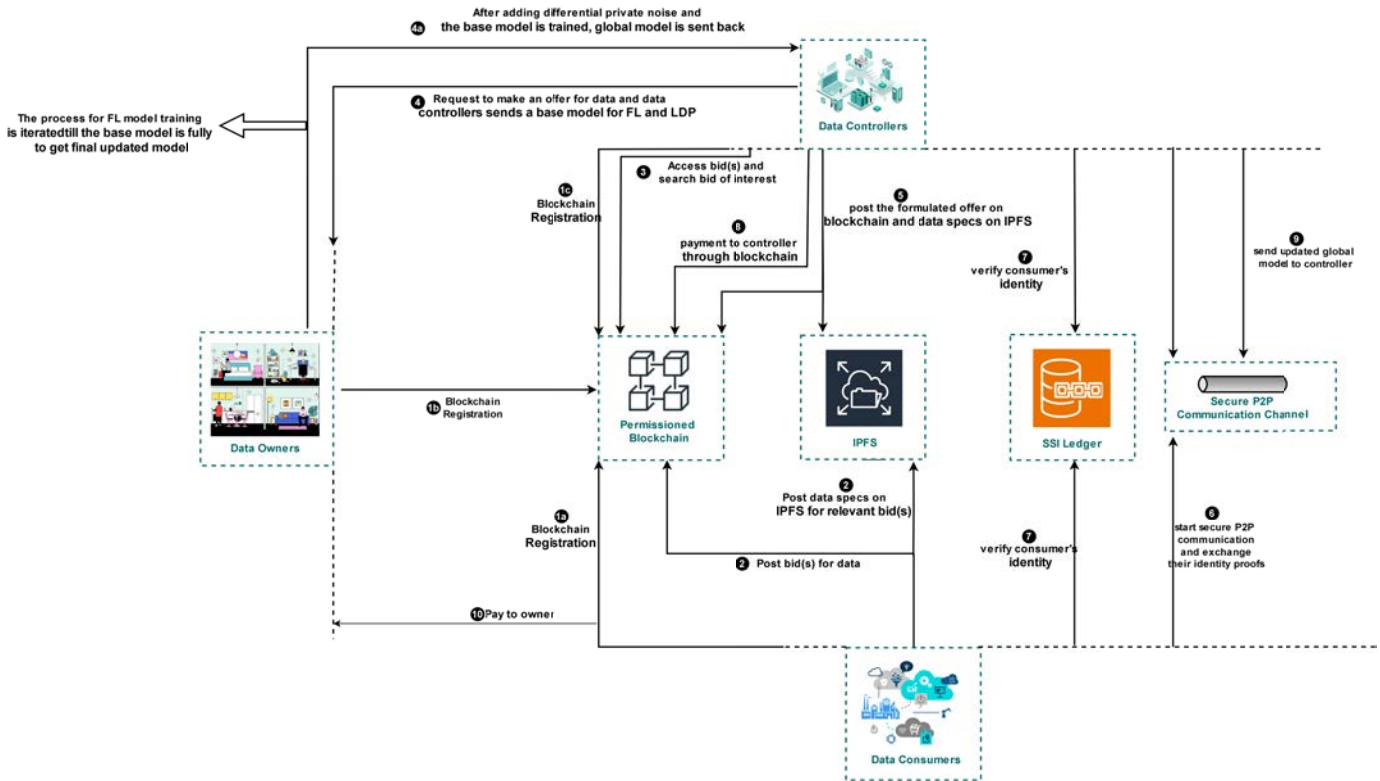 After adding differential private noise and
4a the base model is trained, global model is sent back
4 Request to make an offer for data and data
controllers sends a base model for FL and LDP
Data Controllers
The process for FL model training
is iteratedtill the base model is fully
to get final updated model
3 Access bid(s) and
search bid of interest
1c
Blockchain
Registration
5
post the formulated offer on
blockchain and data specs on IPFS
8
payment to controller
through blockchain
7
verify consumer's
identity
9
send updated global
model to controller
Data Owners
1b Blockchain
Registration
Permissioned
Blockchain
IPFS
SSI Ledger
Secure P2P
Communication Channel
1a
Blockchain
Registration
2
Post data specs on
IPFS for relevant bid(s)
2 Post bid(s) for data
7
verify consumer's
identity
6
start secure P2P
communication
and exchange
their identity proofs
10 Pay to owner
Data Consumers